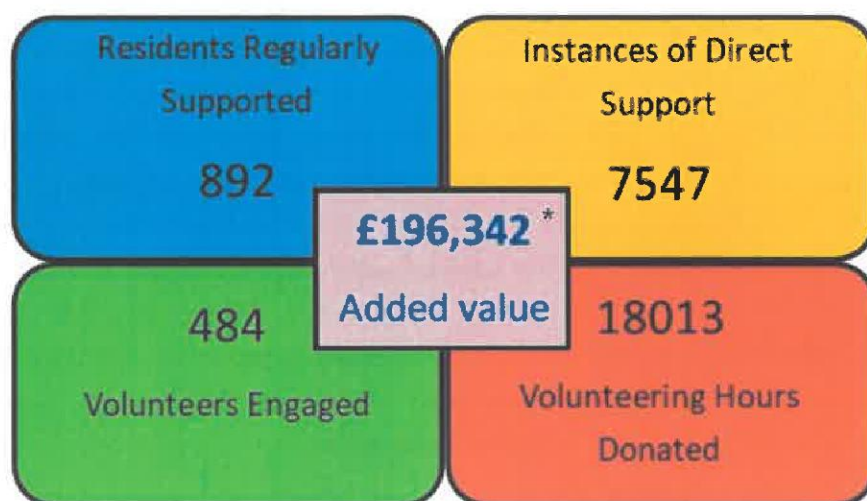 Residents Regularly
Supported
892
Instances of Direct
Support
7547
£196,342 *
Added value
484
Volunteers Engaged
18013
Volunteering Hours
Donated